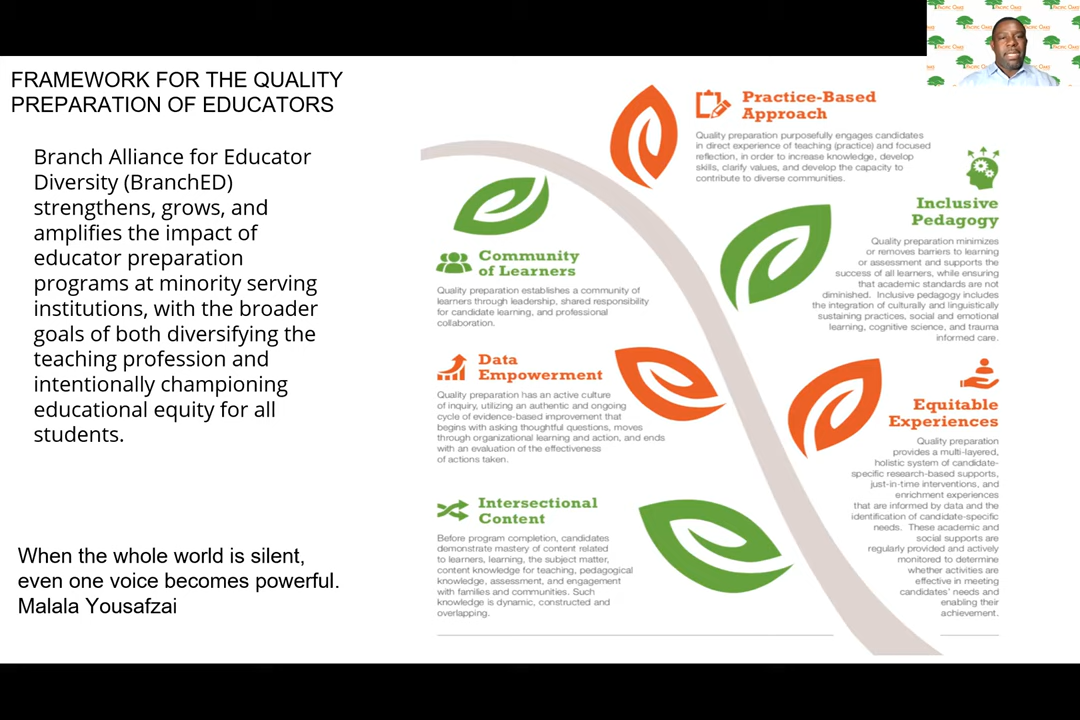 FRAMEWORK FOR THE QUALITY
PREPARATION OF EDUCATORS
Branch Alliance for Educator
Diversity (BranchED)
strengthens, grows, and
amplifies the impact of
educator preparation
programs at minority serving
institutions, with the broader
goals of both diversifying the
teaching profession and
intentionally championing
educational equity for all
students.
When the whole world is silent,
even one voice becomes powerful.
Malala Yousafzai
Practice-Based
Approach
Quality preparation purposefully engages candidates
in direct experience of teaching (practice) and focused
reflection, in order to increase knowledge, develop
skills, clarify values, and develop the capacity to
contribute to diverse communities.
Community
of Learners
Quality preparation establishes a community of
learners through leadership, shared responsibility
for candidate learning, and professional
collaboration.
Inclusive
Pedagogy
Quality preparation minimizes
or removes barriers to learning
or assessment and supports the
success of all learners, while ensuring
that academic standards are not
diminished. Inclusive pedagogy includes
the integration of culturally and linguistically
sustaining practices, social and emotional
learning, cognitive science, and trauma
informed care.
Data
Empowerment
Quality preparation has an active culture
of inquiry, utilizing an authentic and ongoing
cycle of evidence-based improvement that
begins with asking thoughtful questions, moves
through organizational learning and action, and ends
with an evaluation of the effectiveness
of actions taken.
Equitable
Experiences
Quality preparation
provides a multi-layered,
holistic system of candidate-
specific research-based supports,
just-in-time interventions, and
enrichment experiences
that are informed by data and the
identification of candidate-specific
needs. These academic and
social supports are
regularly provided and actively
monitored to determine
whether activities are
effective in meeting
candidates' needs and
enabling their
achievement.
Intersectional
Content
Before program completion, candidates
demonstrate mastery of content related
to learners, learning, the subject matter,
content knowledge for teaching, pedagogical
knowledge, assessment, and engagement
with families and communities. Such
knowledge is dynamic, constructed and
overlapping.